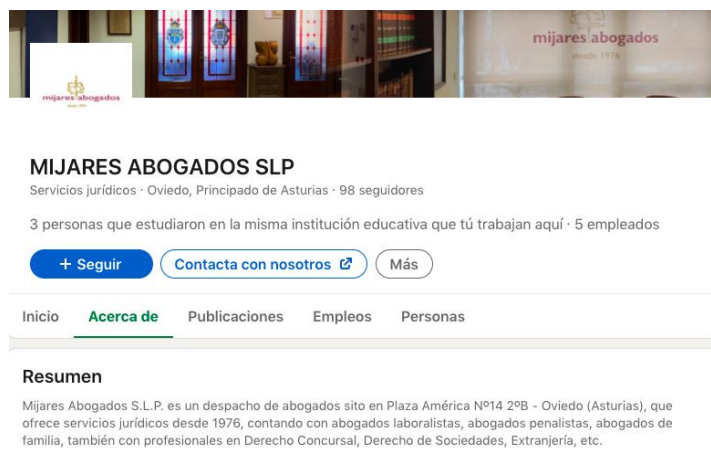 mijares abogados
desde 1976
mijares abogados
MIJARES ABOGADOS SLP
Servicios jurídicos · Oviedo, Principado de Asturias · 98 seguidores
3 personas que estudiaron en la misma institución educativa que tú trabajan aquí · 5 empleados
+ Seguir
Contacta con nosotros
Más
Inicio Acerca de Publicaciones Empleos Personas
Resumen
Mijares Abogados S.L.P. es un despacho de abogados sito en Plaza América Nº14 2ºB - Oviedo (Asturias), que
ofrece servicios jurídicos desde 1976, contando con abogados laboralistas, abogados penalistas, abogados de
familia, también con profesionales en Derecho Concursal, Derecho de Sociedades, Extranjería, etc.